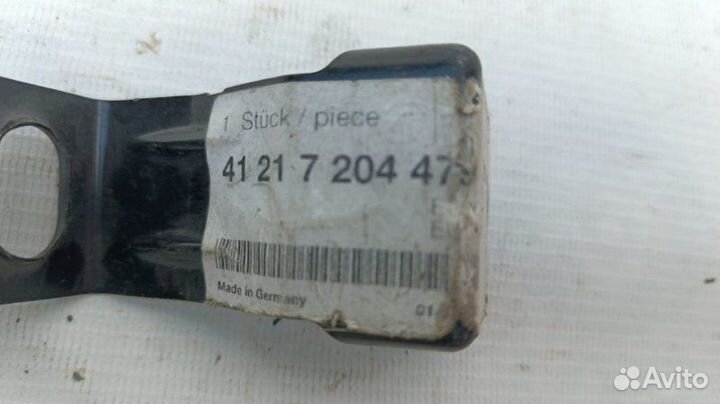 1 Stück / piece
41 21 7 204 47
Made in Germany
01
Avito